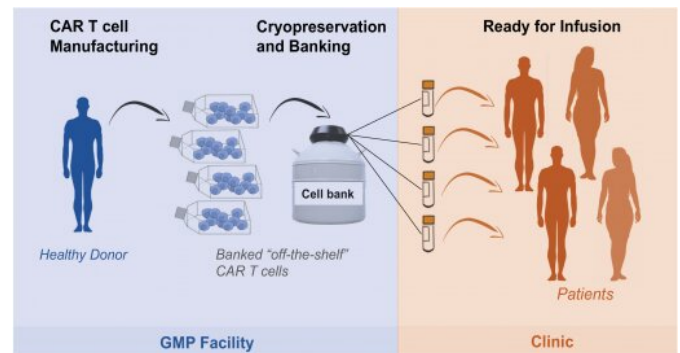 CAR T cell
Manufacturing
Cryopreservation
and Banking
Ready for Infusion
Cell bank
Healthy Donor
Banked "off-the-shelf"
CAR T cells
Patients
GMP Facility
Clinic